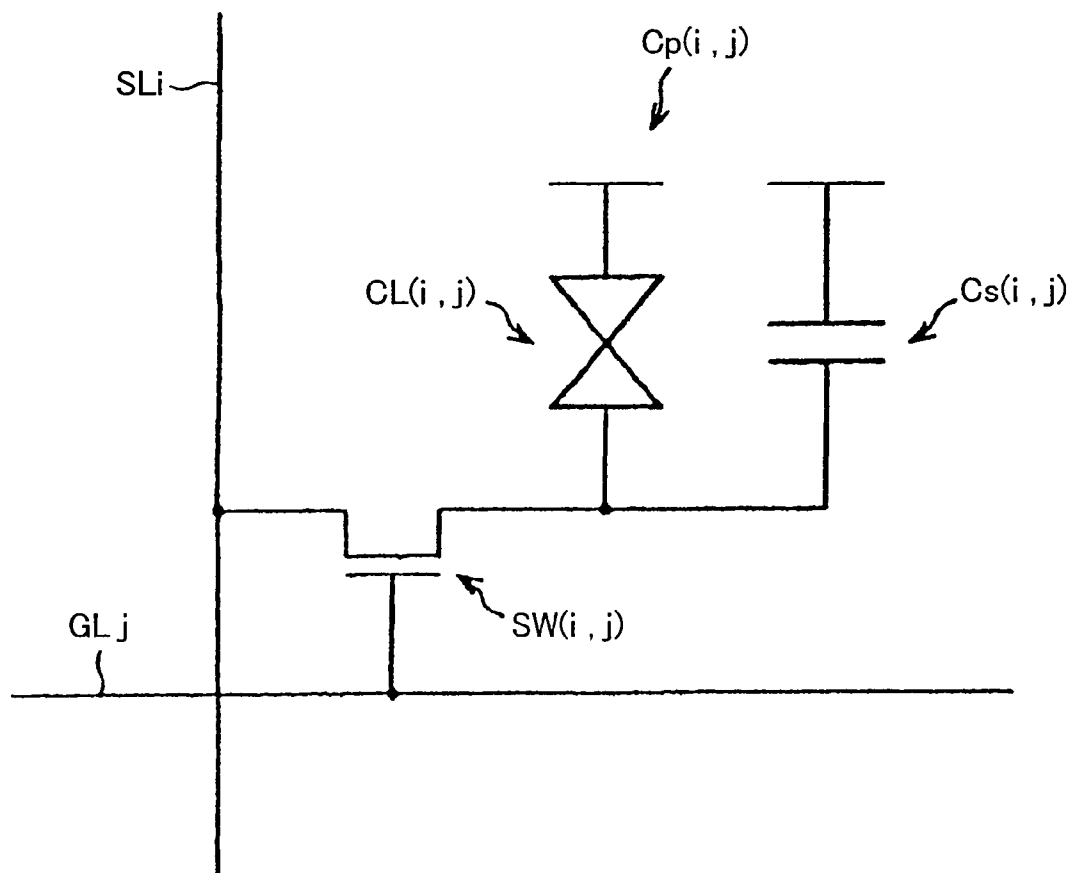 Cp(i , j)
SLi
CL(i , j)
Cs(i , j)
SW(i , j)
GL j